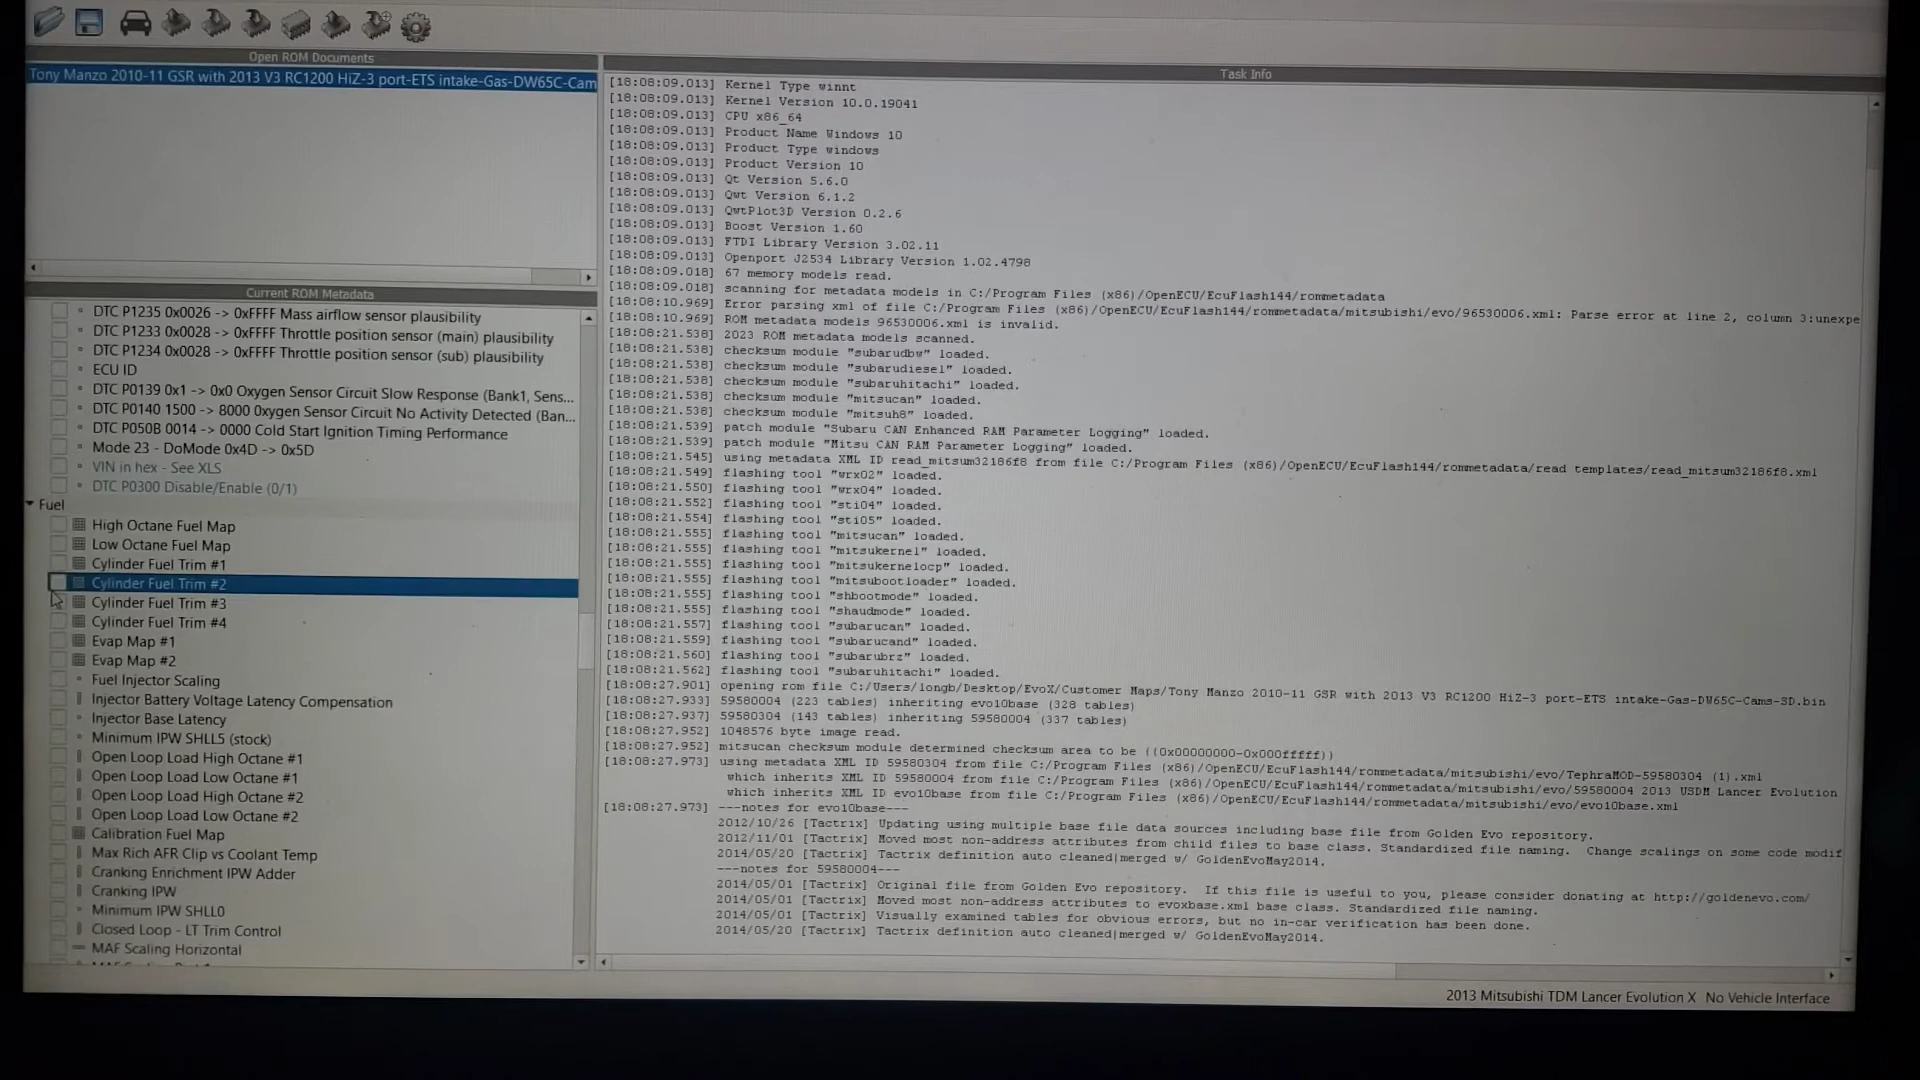 Open ROM Documents
Tony Manzo 2010-11 GSR with 2013 V3 RC1200 HiZ-3 port-ETS intake-Gas-DW65C-Cam
Current ROM Metadata
DTC P1235 0x0026 -> 0xFFFF Mass airflow sensor plausibility
DTC P1233 0x0028 -> 0xFFFF Throttle position sensor (main) plausibility
DTC P1234 0x0028 -> 0xFFFF Throttle position sensor (sub) plausibility
ECU ID
DTC P0139 0x1 -> 0x0 Oxygen Sensor Circuit Slow Response (Bank1, Sens...
DTC P0140 1500 -> 8000 0xygen Sensor Circuit No Activity Detected (Ban...
DTC P050B 0014 -> 0000 Cold Start Ignition Timing Performance
Mode 23 - DoMode 0x4D -> 0x5D
VIN in hex - See XLS
DTC P0300 Disable/Enable (0/1)
Fuel
High Octane Fuel Map
Low Octane Fuel Map
Cylinder Fuel Trim #1
Cylinder Fuel Trim #2
Cylinder Fuel Trim #3
Cylinder Fuel Trim #4
Evap Map #1
Evap Map #2
Fuel Injector Scaling
Injector Battery Voltage Latency Compensation
Injector Base Latency
Minimum IPW SHLL5 (stock)
Open Loop Load High Octane #1
Open Loop Load Low Octane #1
Open Loop Load High Octane #2
Open Loop Load Low Octane #2
Calibration Fuel Map
Max Rich AFR Clip vs Coolant Temp
Cranking Enrichment IPW Adder
Cranking IPW
Minimum IPW SHLL0
Closed Loop - LT Trim Control
MAF Scaling Horizontal
Task Info
[18:08:09.013] Kernel Type winnt
[18:08:09.013] Kernel Version 10.0.19041
[18:08:09.013] CPU x86_64
[18:08:09.013] Product Name Windows 10
[18:08:09.013] Product Type windows
[18:08:09.013] Product Version 10
[18:08:09.013] Qt Version 5.6.0
[18:08:09.013] Qwt Version 6.1.2
[18:08:09.013] QwtPlot3D Version 0.2.6
[18:08:09.013] Boost Version 1.60
[18:08:09.013] FTDI Library Version 3.02.11
[18:08:09.013] Openport J2534 Library Version 1.02.4798
[18:08:09.018] 67 memory models read.
[18:08:09.018] scanning for metadata models in C:/Program Files (x86)/OpenECU/EcuFlash144/rommetadata
[18:08:10.969] Error parsing xml of file C:/Program Files (x86)/OpenECU/EcuFlash144/rommetadata/mitsubishi/evo/96530006.xml: Parse error at line 2, column 3:unexpe
[18:08:10.969] ROM metadata models 96530006.xml is invalid.
[18:08:21.538] 2023 ROM metadata models scanned.
[18:08:21.538] checksum module "subarudbw" loaded.
[18:08:21.538] checksum module "subarudiesel" loaded.
[18:08:21.538] checksum module "subaruhitachi" loaded.
[18:08:21.538] checksum module "mitsucan" loaded.
[18:08:21.538] checksum module "mitsuh8" loaded.
[18:08:21.539] patch module "Subaru CAN Enhanced RAM Parameter Logging" loaded.
[18:08:21.539] patch module "Mitsu CAN RAM Parameter Logging" loaded.
[18:08:21.545] using metadata XML ID read_mitsum32186f8 from file C:/Program Files (x86)/OpenECU/EcuFlash144/rommetadata/read templates/read_mitsum32186f8.xml
[18:08:21.549] flashing tool "wrx02" loaded.
[18:08:21.550] flashing tool "wrx04" loaded.
[18:08:21.552] flashing tool "sti04" loaded.
[18:08:21.554] flashing tool "sti05" loaded.
[18:08:21.555] flashing tool "mitsucan" loaded.
[18:08:21.555] flashing tool "mitsukernel" loaded.
[18:08:21.555] flashing tool "mitsukernelocp" loaded.
[18:08:21.555] flashing tool "mitsubootloader" loaded.
[18:08:21.555] flashing tool "shbootmode" loaded.
[18:08:21.555] flashing tool "shaudmode" loaded.
[18:08:21.557] flashing tool "subarucan" loaded.
[18:08:21.559] flashing tool "subarucand" loaded.
[18:08:21.560] flashing tool "subarubrz" loaded.
[18:08:21.562] flashing tool "subaruhitachi" loaded.
[18:08:27.901] opening rom file C:/Users/longb/Desktop/EvoX/Customer Maps/Tony Manzo 2010-11 GSR with 2013 V3 RC1200 HiZ-3 port-ETS intake-Gas-DW65C-Cams-SD.bin
[18:08:27.933] 59580004 (223 tables) inheriting evo10base (328 tables)
[18:08:27.937] 59580304 (143 tables) inheriting 59580004 (337 tables)
[18:08:27.952] 1048576 byte image read.
[18:08:27.952] mitsucan checksum module determined checksum area to be ((0x00000000-0x000fffff))
[18:08:27.973] using metadata XML ID 59580304 from file C:/Program Files (x86)/OpenECU/EcuFlash144/rommetadata/mitsubishi/evo/TephraMOD-59580304 (1).xml
which inherits XML ID 59580004 from file C:/Program Files (x86)/OpenECU/EcuFlash144/rommetadata/mitsubishi/evo/59580004 2013 USDM Lancer Evolution
which inherits XML ID evo10base from file C:/Program Files (x86)/OpenECU/EcuFlash144/rommetadata/mitsubishi/evo/evo10base.xml
[18:08:27.973] ---notes for evo10base---
2012/10/26 [Tactrix] Updating using multiple base file data sources including base file from Golden Evo repository.
2012/11/01 [Tactrix] Moved most non-address attributes from child files to base class. Standardized file naming. Change scalings on some code modif
2014/05/20 [Tactrix] Tactrix definition auto cleaned|merged w/ GoldenEvoMay2014.
---notes for 59580004---
2014/05/01 [Tactrix] Original file from Golden Evo repository. If this file is useful to you, please consider donating at http://goldenevo.com/
2014/05/01 [Tactrix] Moved most non-address attributes to evoxbase.xml base class. Standardized file naming.
2014/05/01 [Tactrix] Visually examined tables for obvious errors, but no in-car verification has been done.
2014/05/20 [Tactrix] Tactrix definition auto cleaned|merged w/ GoldenEvoMay2014.
2013 Mitsubishi TDM Lancer Evolution X No Vehicle Interface